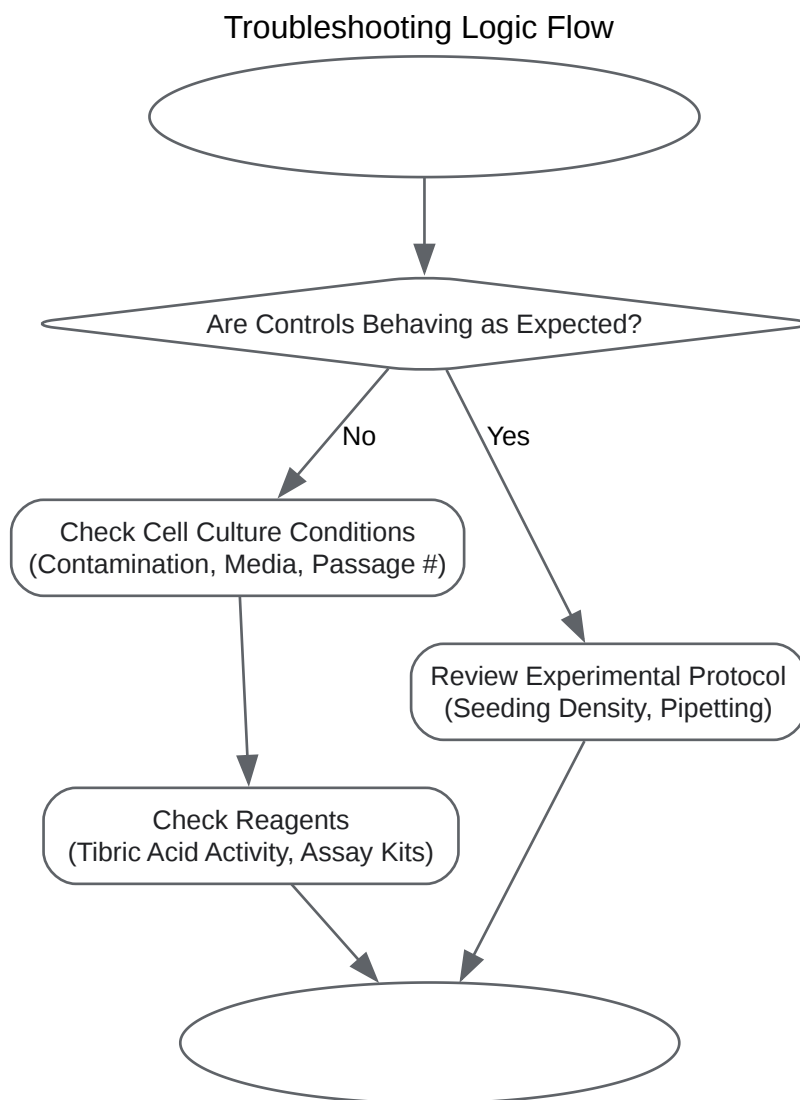 Troubleshooting Logic Flow
Are Controls Behaving as Expected?
No
Yes
Check Cell Culture Conditions
(Contamination, Media, Passage #)
Review Experimental Protocol
(Seeding Density, Pipetting)
Check Reagents
(Tibric Acid Activity, Assay Kits)